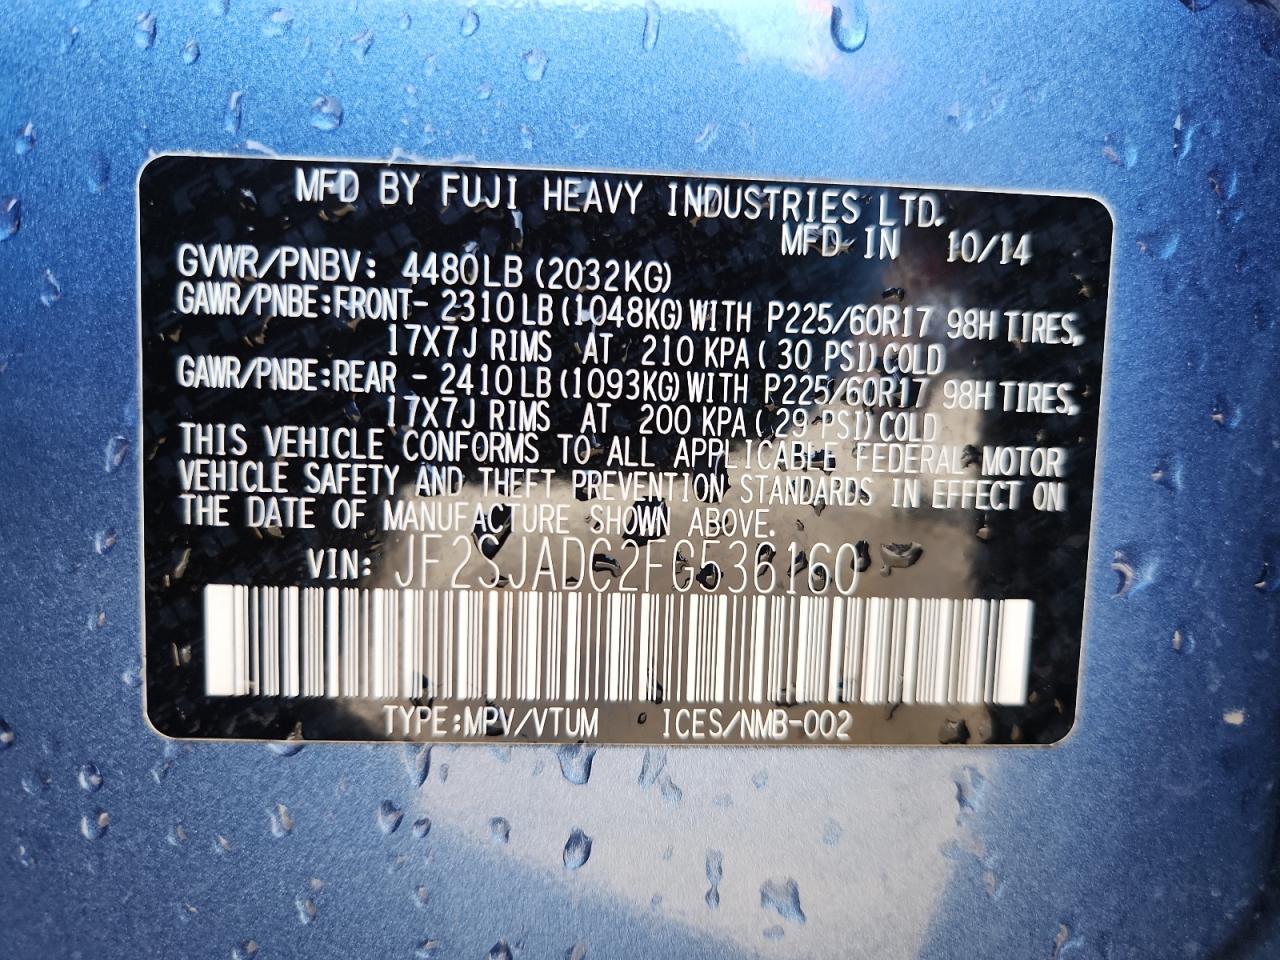 MFD BY FUJI HEAVY INDUSTRIES LTD.
MFD IN 10/14
GVWR/PNBV: 4480LB (2032KG)
GAWR/PNBE:FRONT- 2310LB (1048KG) WITH P225/60R17 98H TIRES,
17X7J RIMS AT 210 KPA ( 30 PSI) COLD
GAWR/PNBE:REAR - 2410LB (1093KG) WITH P225/60R17 98H TIRES,
17X7J RIMS AT 200 KPA ( 29 PSI) COLD
THIS VEHICLE CONFORMS TO ALL APPLICABLE FEDERAL MOTOR
VEHICLE SAFETY AND THEFT PREVENTION STANDARDS IN EFFECT ON
THE DATE OF MANUFACTURE SHOWN ABOVE.
VIN: JF2SJADC2FG536160
TYPE:MPV/VTUM ICES/NMB-002